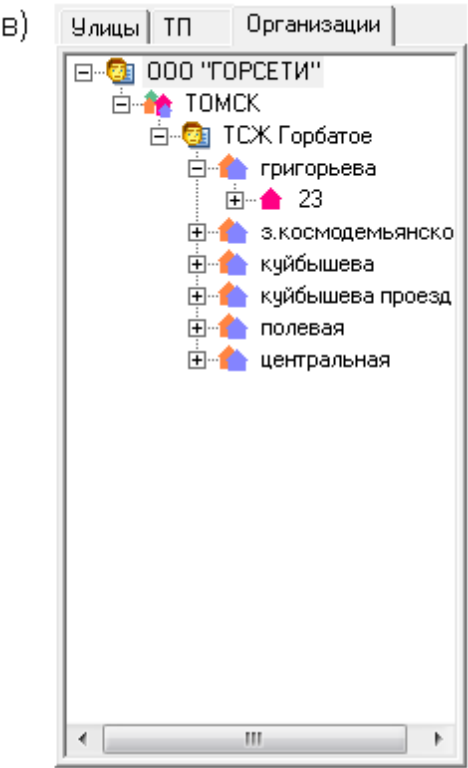 в)
Улицы ТП Организации
ООО "ГОРСЕТИ"
ТОМСК
ТСЖ Горбатое
григорьева
23
з.космодемьянско
куйбышева
куйбышева проезд
полевая
центральная